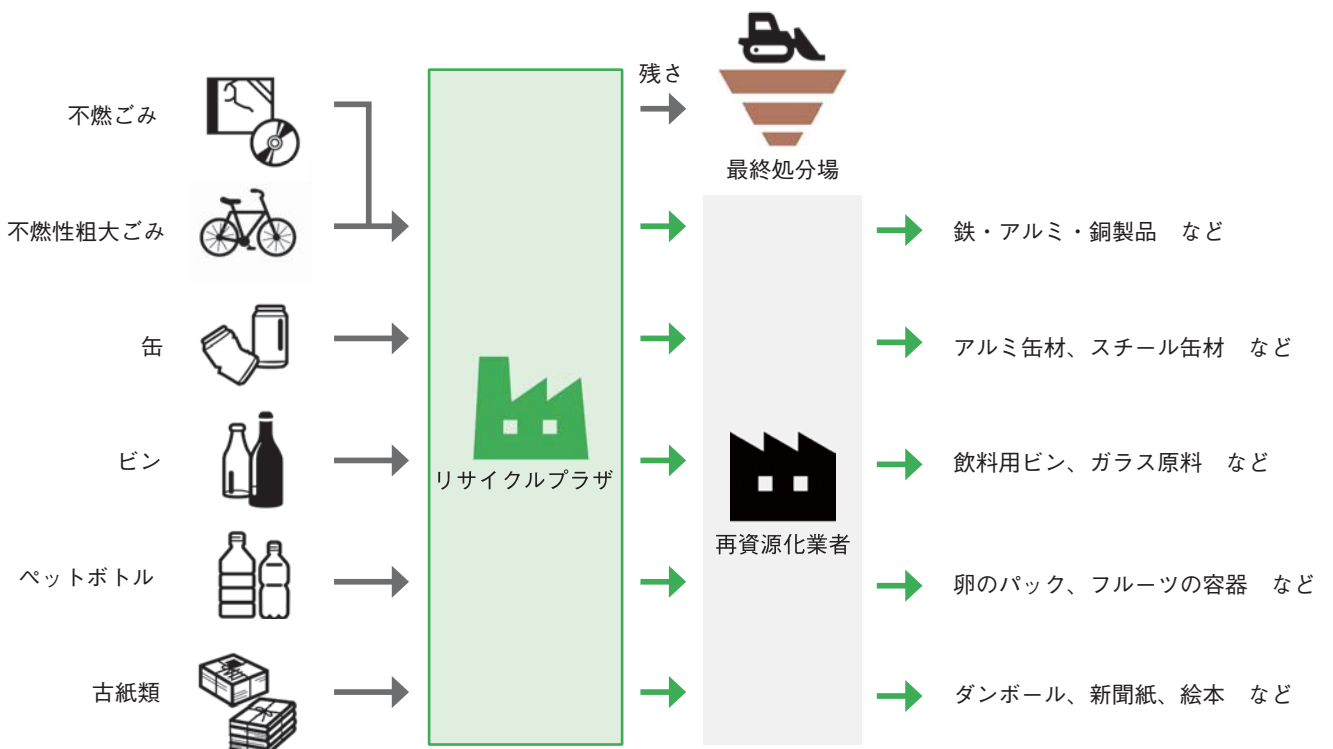 残さ
不燃ごみ
最終処分場
不燃性粗大ごみ
鉄・アルミ・銅製品　など
缶
アルミ缶材、スチール缶材　など
ビン
リサイクルプラザ
飲料用ビン、ガラス原料　など
再資源化業者
ペットボトル
卵のパック、フルーツの容器　など
古紙類
ダンボール、新聞紙、絵本　など